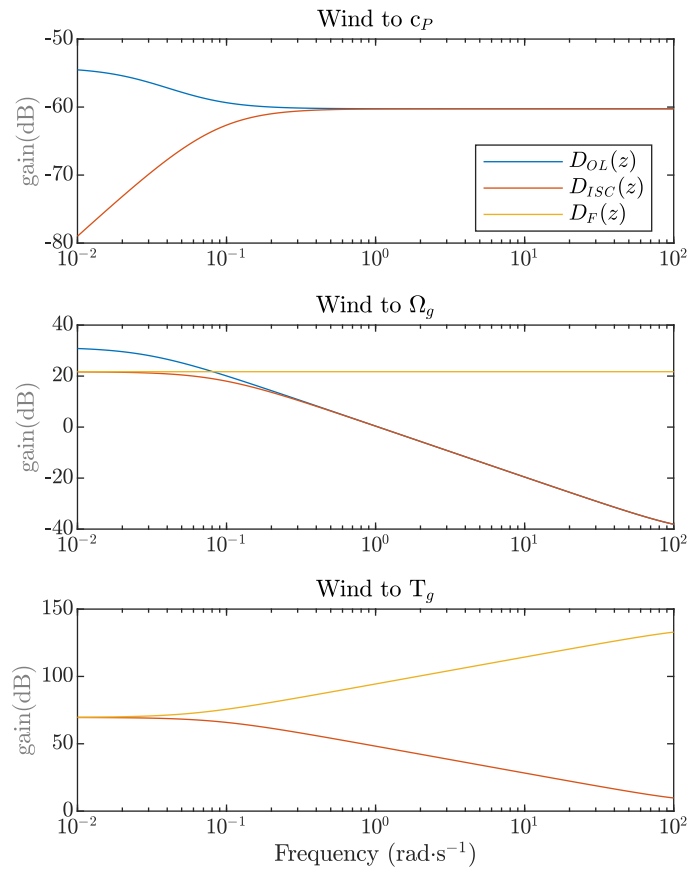 Wind to c_P
-50
-60
-70
-80
gain(dB)
10^-2
10^-1
10^0
10^1
10^2
D_OL(z)
D_ISC(z)
D_F(z)
Wind to Ω_g
40
20
0
-20
-40
gain(dB)
10^-2
10^-1
10^0
10^1
10^2
Wind to T_g
150
100
50
0
gain(dB)
10^-2
10^-1
10^0
10^1
10^2
Frequency (rad·s^-1)